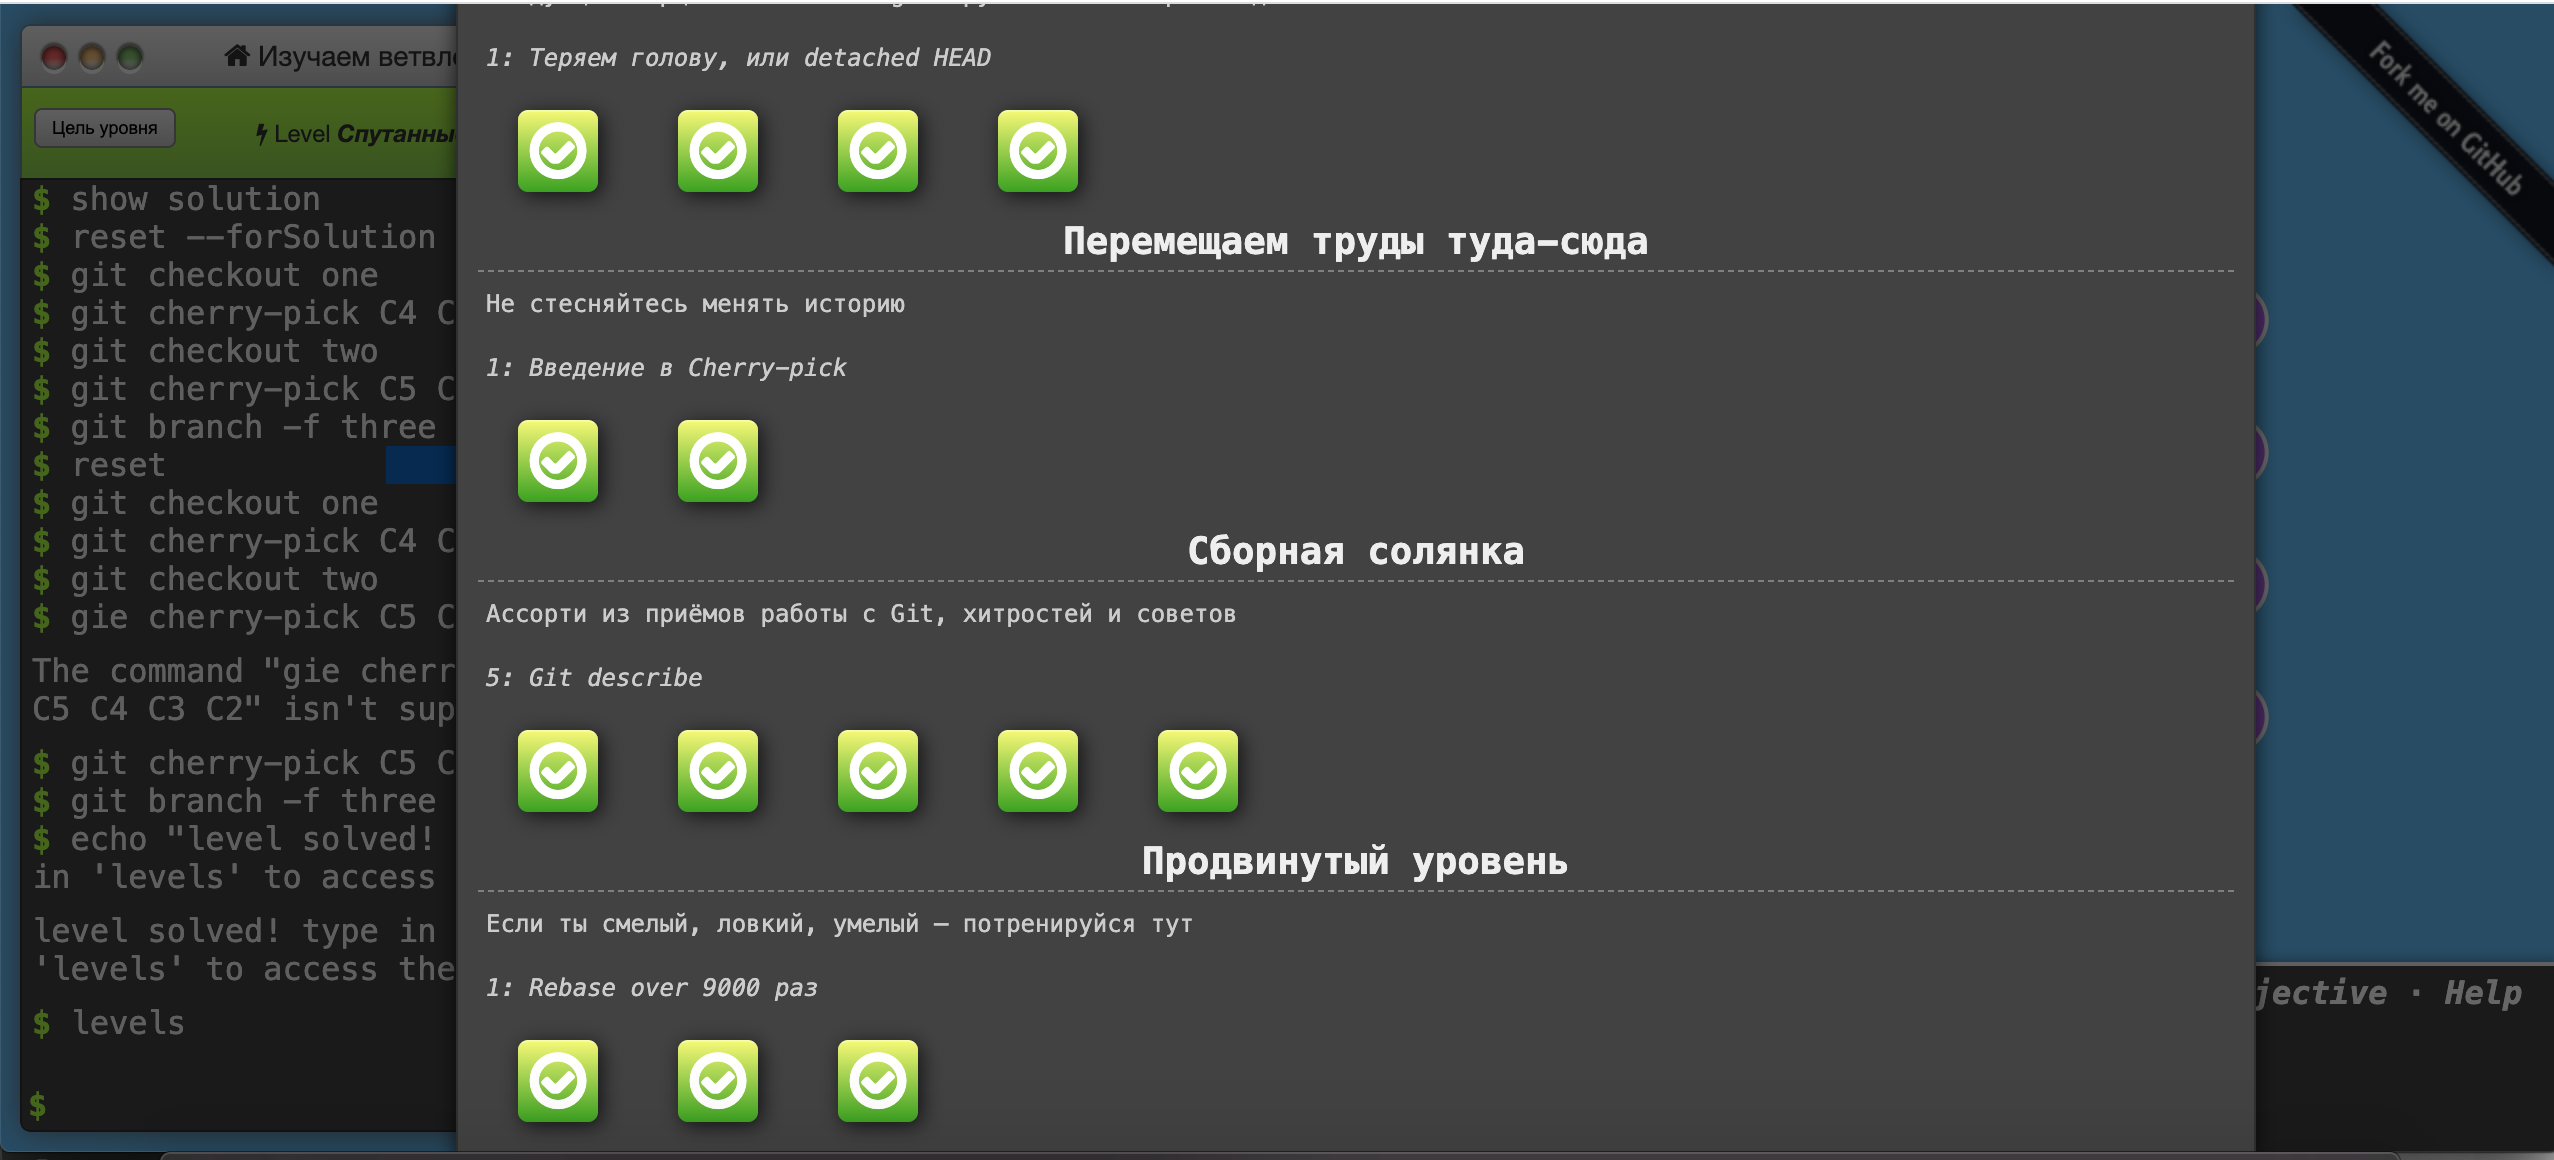 Изучаем
Цель уровня
Level
$ show solution
$ reset --forSolution
$ git checkout one
$ git cherry-pick C4 C
$ git checkout two
$ git cherry-pick C5 C
$ git branch -f three
$ reset
$ git checkout one
$ git cherry-pick C4 C
$ git checkout two
$ gie cherry-pick C5 C
The command "gie cherr
C5 C4 C3 C2" isn't sup
$ git cherry-pick C5 C
$ git branch -f three
$ echo "level solved!
in 'levels' to access
level solved! type in
'levels' to access the
$ levels
$
1: Теряем голову, или detached HEAD
Перемещаем труды туда-сюда
Не стесняйтесь менять историю
1: Введение в Cherry-pick
Сборная солянка
Ассорти из приёмов работы с Git, хитростей и советов
5: Git describe
Продвинутый уровень
Если ты смелый, ловкий, умелый – потренируйся тут
1: Rebase over 9000 раз
Fork me on GitHub
jective · Help